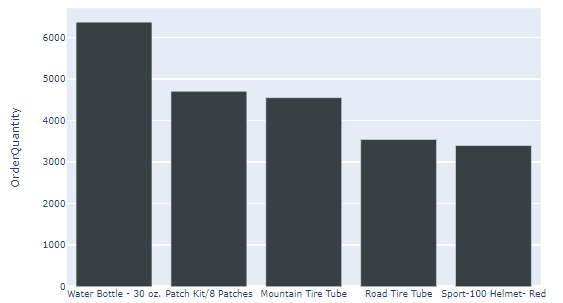 OrderQuantity
6000
5000
4000
3000
2000
1000
0
Water Bottle - 30 oz.
Patch Kit/8 Patches
Mountain Tire Tube
Road Tire Tube
Sport-100 Helmet- Red